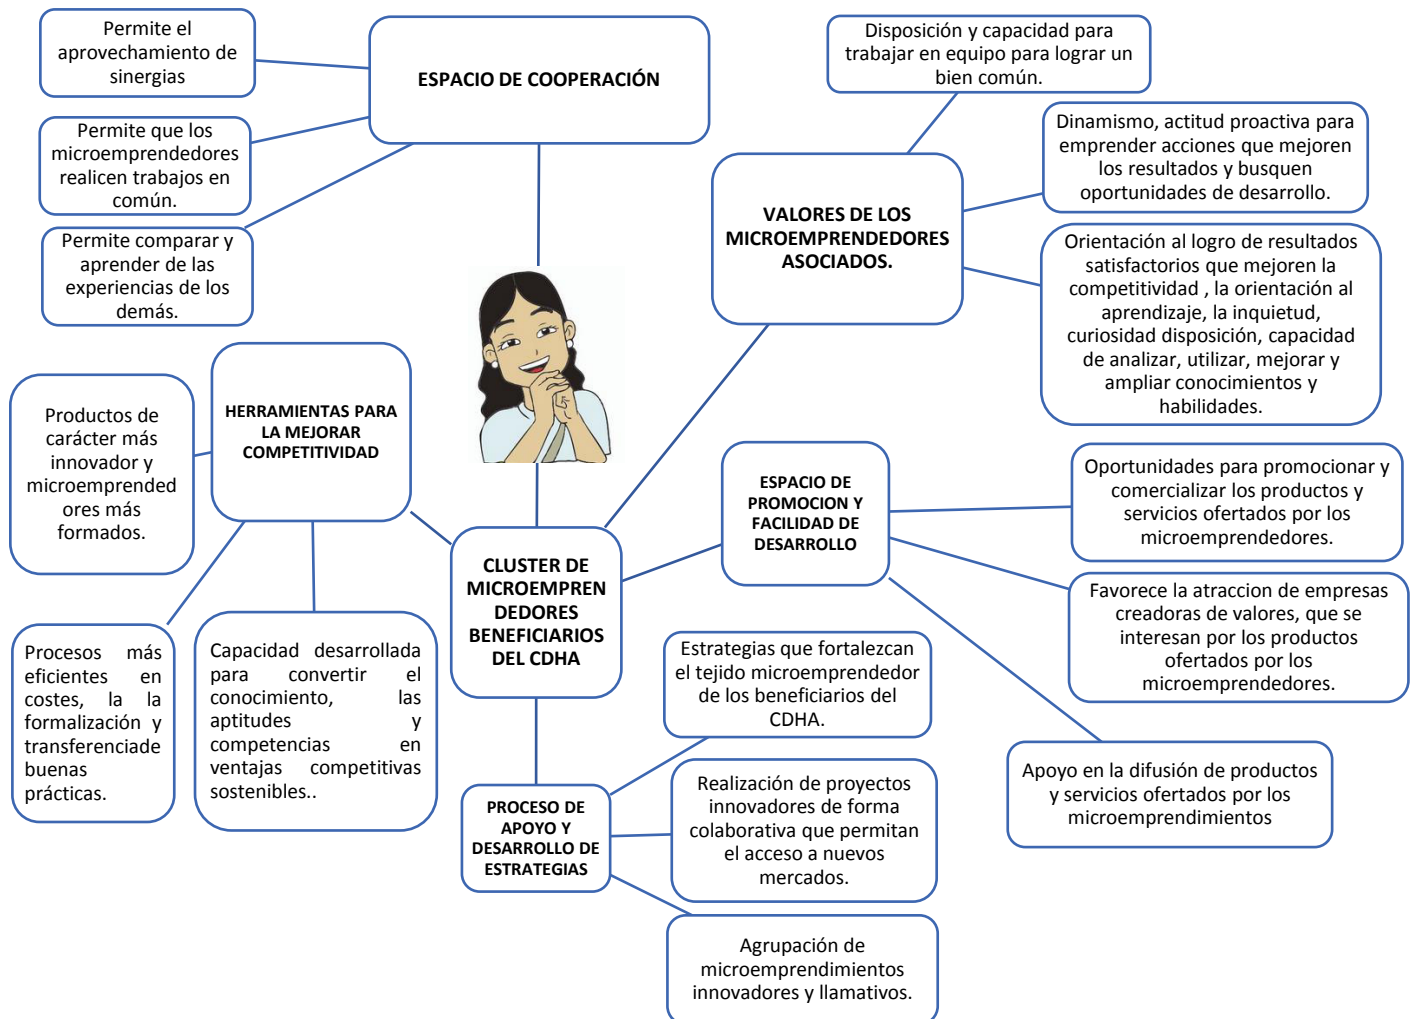 Permite el
aprovechamiento de
sinergias
ESPACIO DE COOPERACIÓN
Disposición y capacidad para
trabajar en equipo para lograr un
bien común.
Permite que los
microemprendedores
realicen trabajos en
común.
Dinamismo, actitud proactiva para
emprender acciones que mejoren
los resultados y busquen
oportunidades de desarrollo.
VALORES DE LOS
MICROEMPRENDEDORES
ASOCIADOS.
Permite comparar y
aprender de las
experiencias de los
demás.
Orientación al logro de resultados
satisfactorios que mejoren la
competitividad , la orientación al
aprendizaje, la inquietud,
curiosidad disposición, capacidad
de analizar, utilizar, mejorar y
ampliar conocimientos y
habilidades.
HERRAMIENTAS PARA
LA MEJORAR
COMPETITIVIDAD
Productos de
carácter más
innovador y
microemprended
ores más
formados.
ESPACIO DE
PROMOCION Y
FACILIDAD DE
DESARROLLO
Oportunidades para promocionar y
comercializar los productos y
servicios ofertados por los
microemprendedores.
CLUSTER DE
MICROEMPREN
DEDORES
BENEFICIARIOS
DEL CDHA
Favorece la atraccion de empresas
creadoras de valores, que se
interesan por los productos
ofertados por los
microemprendedores.
Procesos más
eficientes en
costes, la la
formalización y
transferenciade
buenas
prácticas.
Capacidad desarrollada
para convertir el
conocimiento, las
aptitudes y
competencias en
ventajas competitivas
sostenibles..
Estrategias que fortalezcan
el tejido microemprendedor
de los beneficiarios del
CDHA.
Apoyo en la difusión de productos
y servicios ofertados por los
microemprendimientos
PROCESO DE
APOYO Y
DESARROLLO DE
ESTRATEGIAS
Realización de proyectos
innovadores de forma
colaborativa que permitan
el acceso a nuevos
mercados.
Agrupación de
microemprendimientos
innovadores y llamativos.